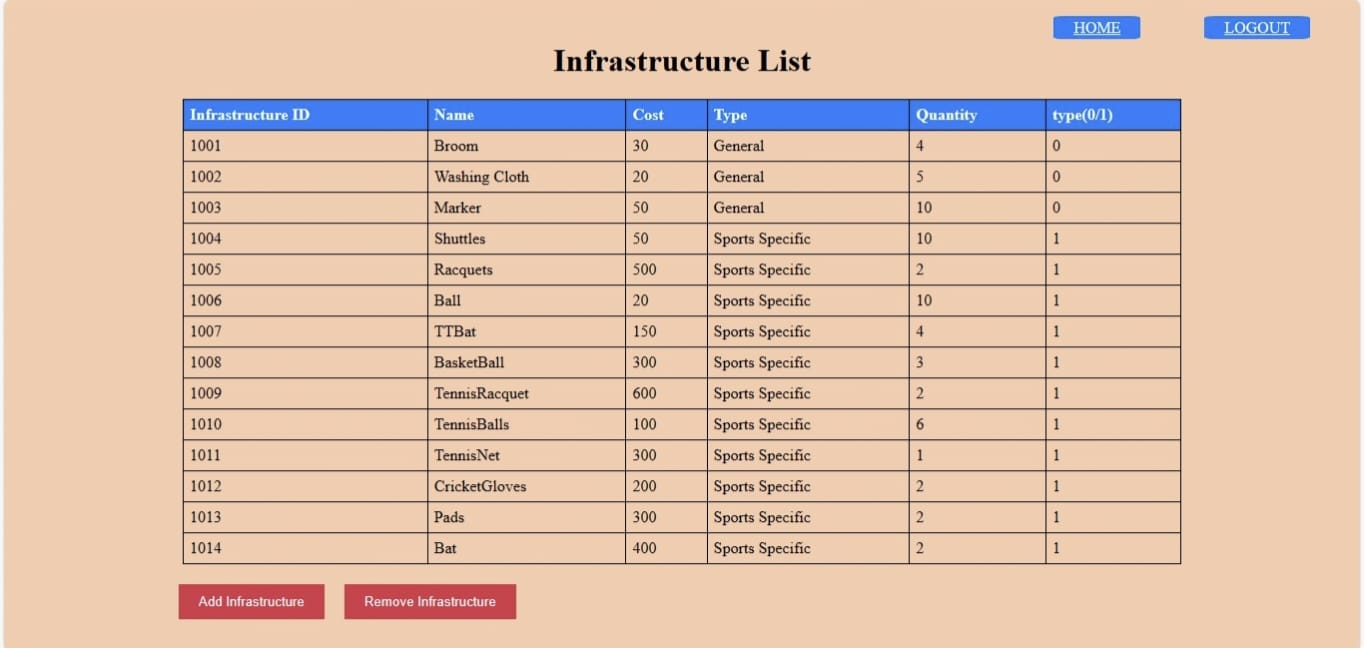 HOME LOGOUT
Infrastructure List
Infrastructure ID Name Cost Type Quantity type(0/1)
1001 Broom 30 General 4 0
1002 Washing Cloth 20 General 5 0
1003 Marker 50 General 10 0
1004 Shuttles 50 Sports Specific 10 1
1005 Racquets 500 Sports Specific 2 1
1006 Ball 20 Sports Specific 10 1
1007 TTBat 150 Sports Specific 4 1
1008 BasketBall 300 Sports Specific 3 1
1009 TennisRacquet 600 Sports Specific 2 1
1010 TennisBalls 100 Sports Specific 6 1
1011 TennisNet 300 Sports Specific 1 1
1012 CricketGloves 200 Sports Specific 2 1
1013 Pads 300 Sports Specific 2 1
1014 Bat 400 Sports Specific 2 1
Add Infrastructure Remove Infrastructure